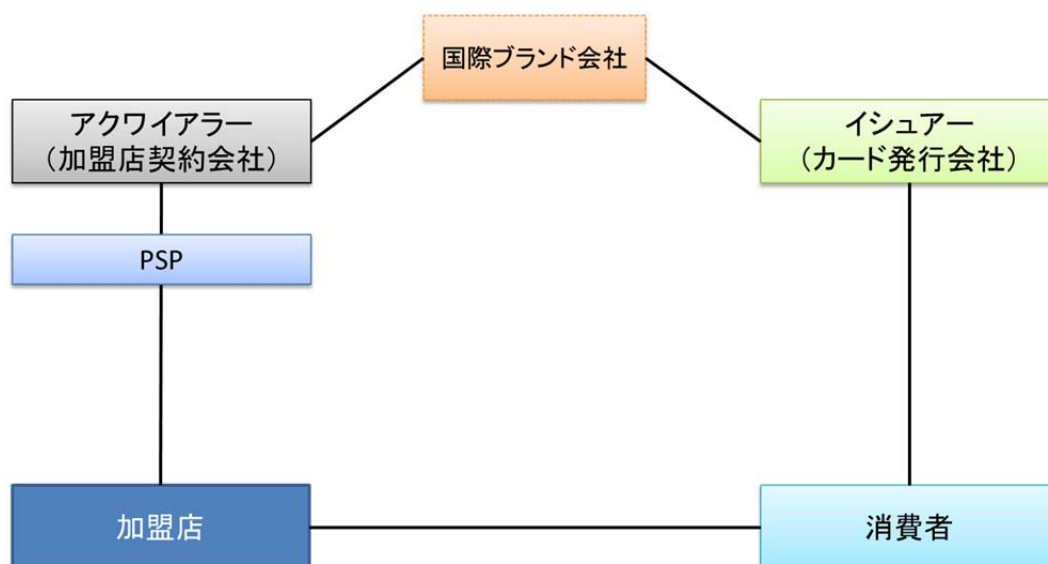 国際ブランド会社
アクワイアラー
（加盟店契約会社）
イシュアー
（カード発行会社）
PSP
加盟店
消費者